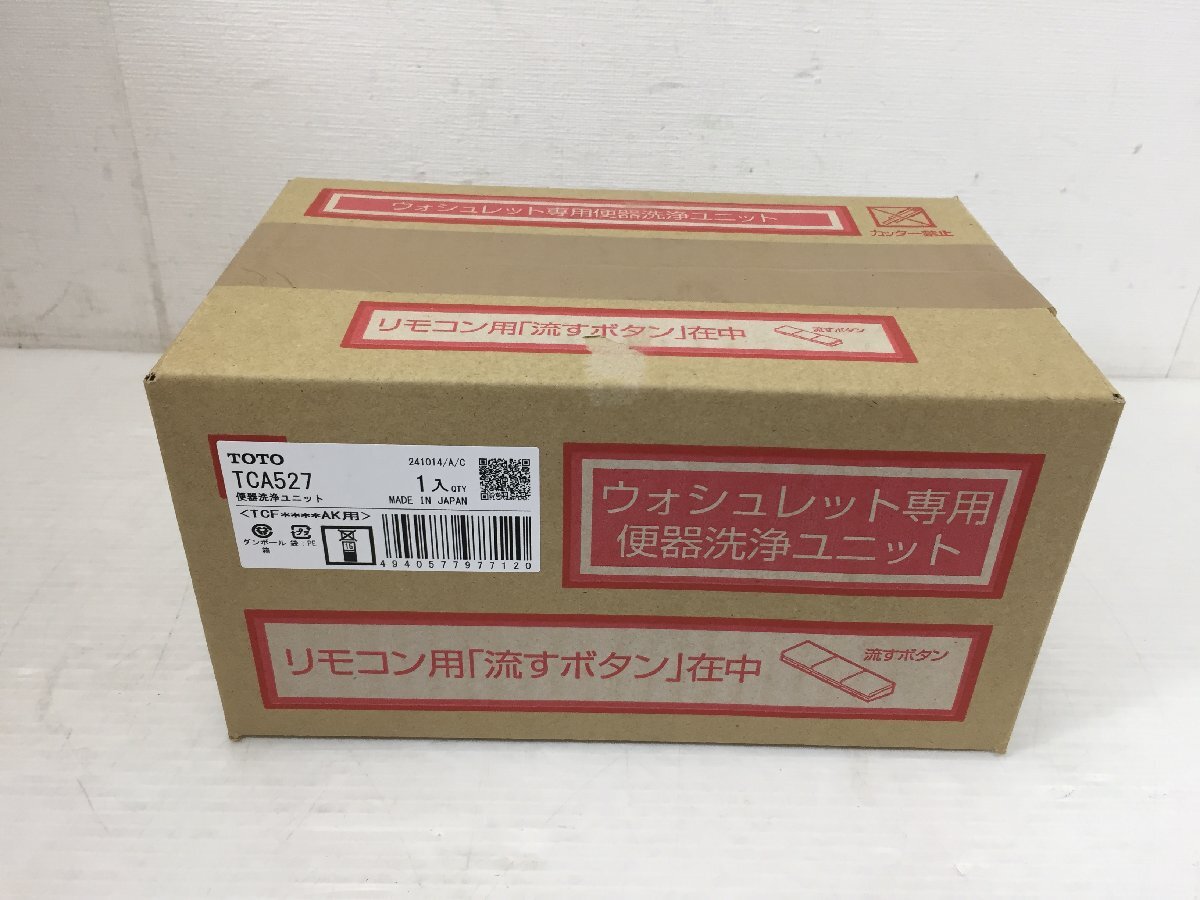 ウォシュレット専用便器洗浄ユニット
カッター禁止
リモコン用「流すボタン」在中
流すボタン
TOTO
241014/A/C
TCA527
1入QTY
便器洗浄ユニット
MADE IN JAPAN
<TCF****AK用>
ダンボール
箱
プラ
袋:PE
4940577977120
ウォシュレット専用
便器洗浄ユニット
リモコン用「流すボタン」在中
流すボタン